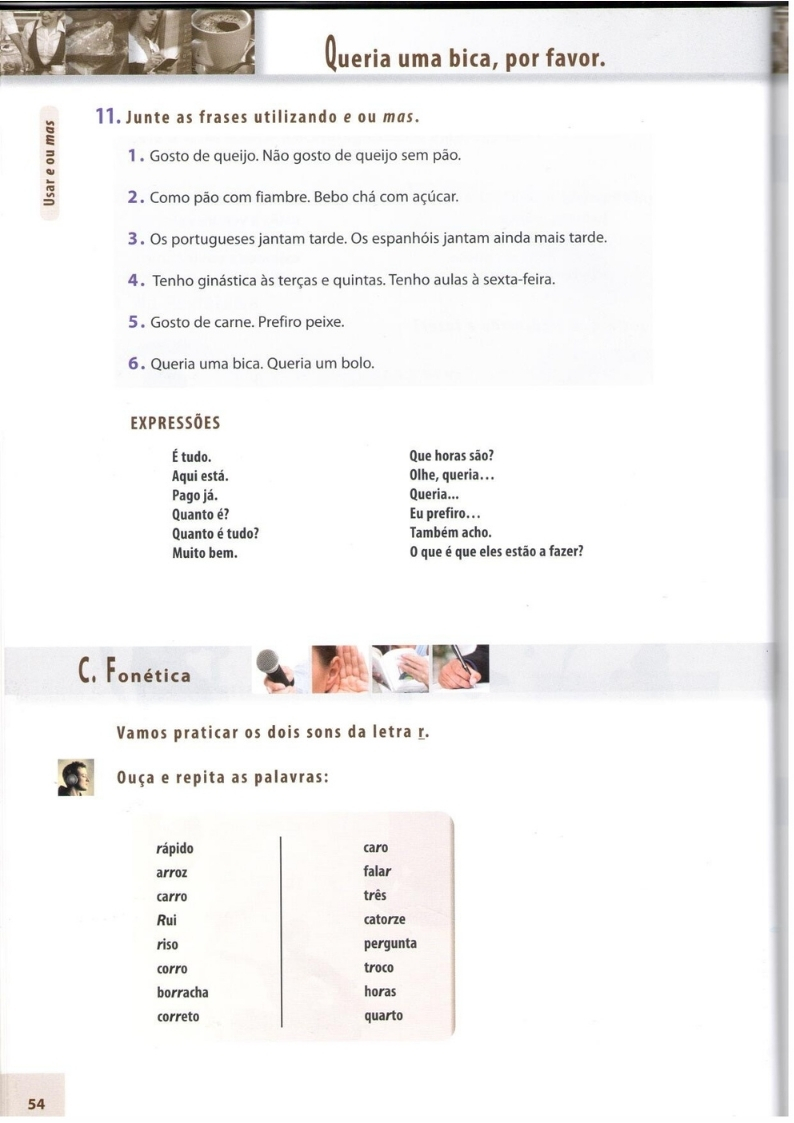 Queria uma bica, por favor.
Usar e ou mas
11. Junte as frases utilizando e ou mas.
1. Gosto de queijo. Não gosto de queijo sem pão.
2. Como pão com fiambre. Bebo chá com açúcar.
3. Os portugueses jantam tarde. Os espanhóis jantam ainda mais tarde.
4. Tenho ginástica às terças e quintas. Tenho aulas à sexta-feira.
5. Gosto de carne. Prefiro peixe.
6. Queria uma bica. Queria um bolo.
EXPRESSÕES
É tudo.
Aqui está.
Pago já.
Quanto é?
Quanto é tudo?
Muito bem.
Que horas são?
Olhe, queria...
Queria...
Eu prefiro...
Também acho.
O que é que eles estão a fazer?
C. Fonética
Vamos praticar os dois sons da letra r.
Ouça e repita as palavras:
rápido
arroz
carro
Rui
riso
corro
borracha
correto
caro
falar
três
catorze
pergunta
troco
horas
quarto
54